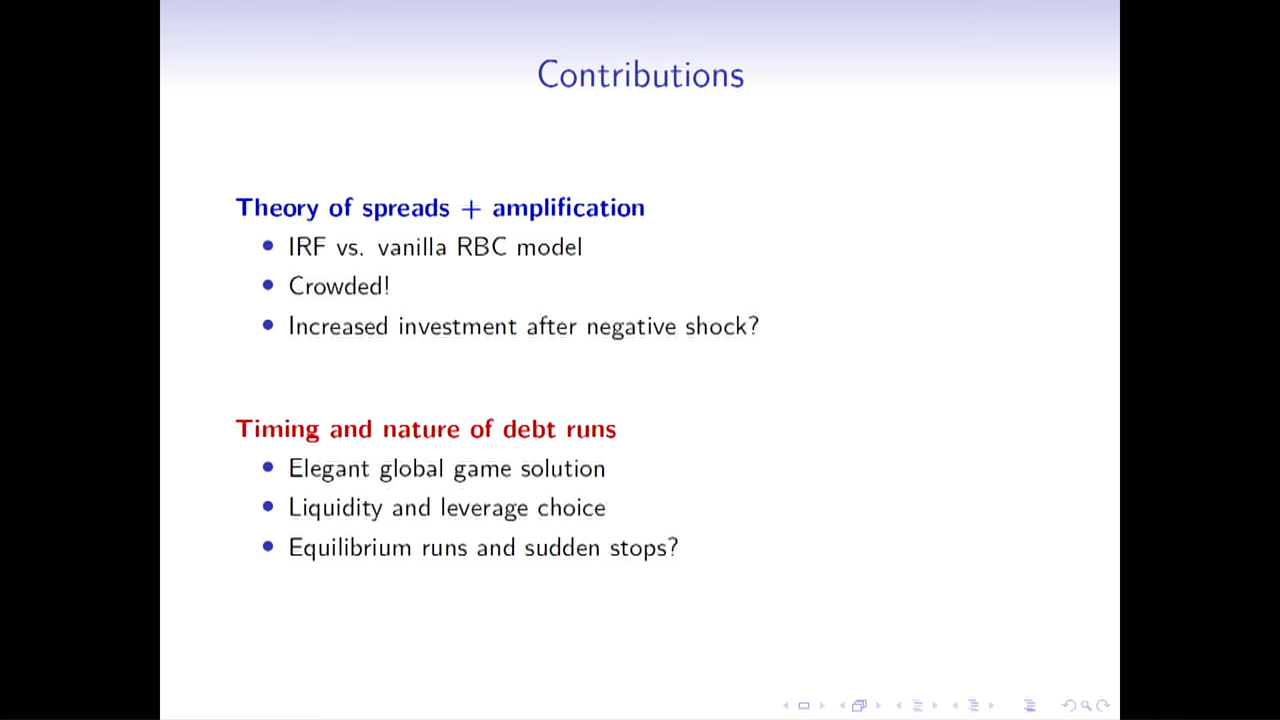 Contributions
Theory of spreads + amplification
• IRF vs. vanilla RBC model
• Crowded!
• Increased investment after negative shock?
Timing and nature of debt runs
• Elegant global game solution
• Liquidity and leverage choice
• Equilibrium runs and sudden stops?